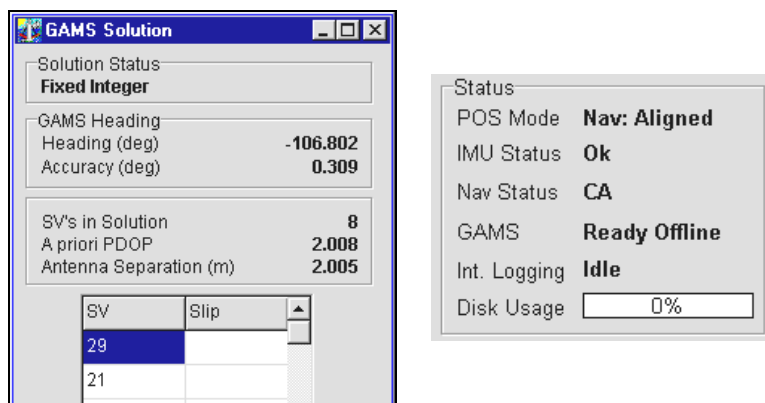 GAMS Solution
Solution Status
Fixed Integer
GAMS Heading
Heading (deg) -106.802
Accuracy (deg) 0.309
SV's in Solution 8
A priori PDOP 2.008
Antenna Separation (m) 2.005
SV Slip
29
21
Status
POS Mode Nav: Aligned
IMU Status Ok
Nav Status CA
GAMS Ready Offline
Int. Logging Idle
Disk Usage 0%